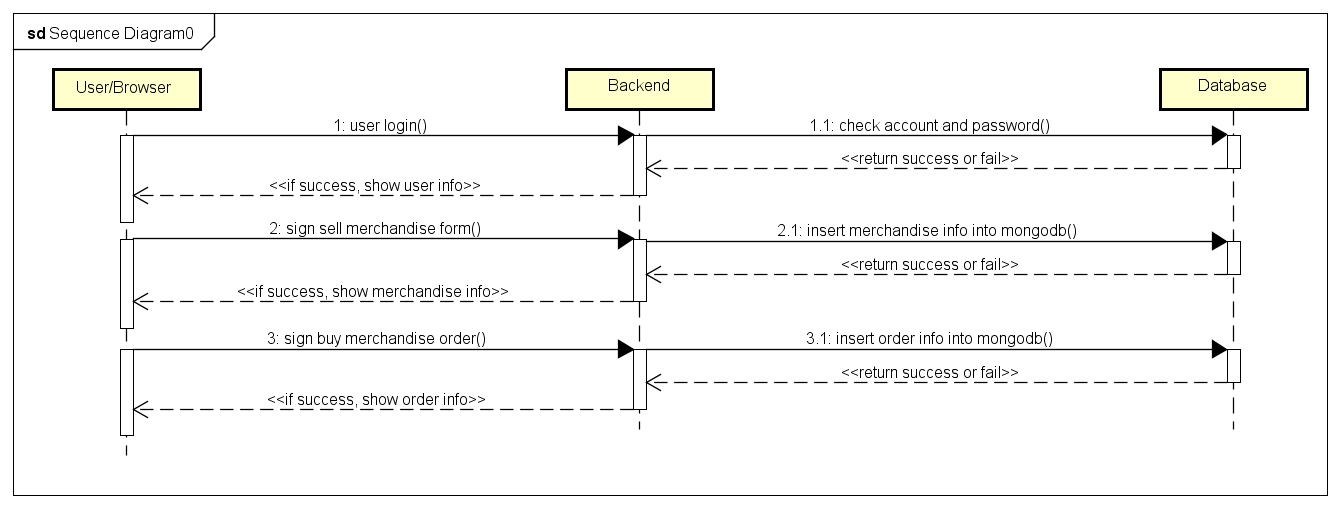 sd Sequence Diagram0
User/Browser
Backend
Database
1: user login()
1.1: check account and password()
<<return success or fail>>
<<if success, show user info>>
2: sign sell merchandise form()
2.1: insert merchandise info into mongodb()
<<return success or fail>>
<<if success, show merchandise info>>
3: sign buy merchandise order()
3.1: insert order info into mongodb()
<<return success or fail>>
<<if success, show order info>>